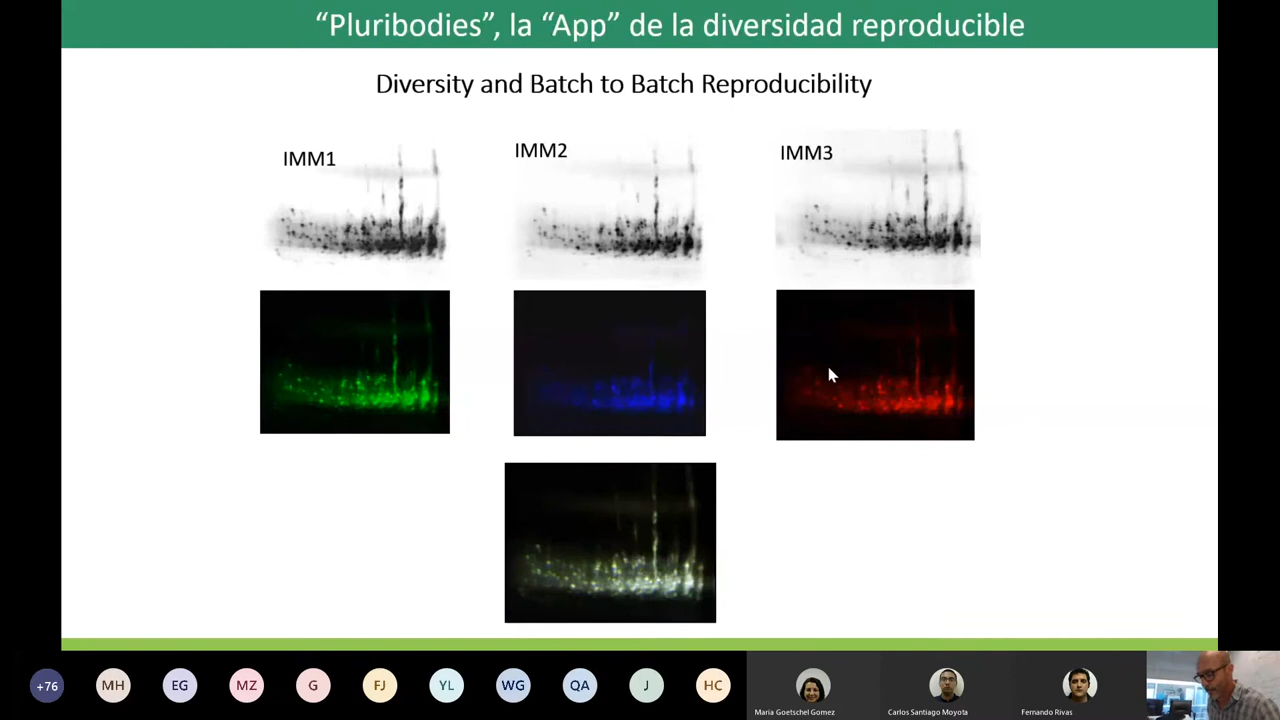 “Pluribodies”, la “App” de la diversidad reproducible
Diversity and Batch to Batch Reproducibility
IMM1
IMM2
IMM3
+76
MH
EG
MZ
G
FJ
YL
WG
QA
J
HC
Maria Goetschel Gomez
Carlos Santiago Moyota
Fernando Rivas